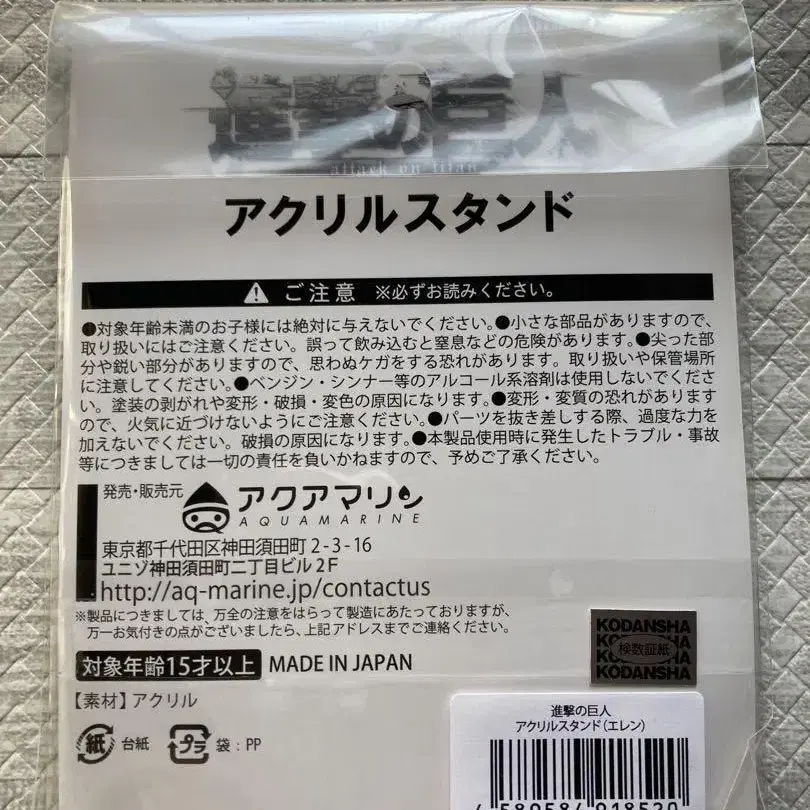 進撃の巨人
attack on titan
アクリルスタンド
ご注意 ※必ずお読みください。
●対象年齢未満のお子様には絶対に与えないでください。●小さな部品がありますので、
取り扱いにはご注意ください。誤って飲み込むと窒息などの危険があります。●尖った部
分や鋭い部分がありますので、思わぬケガをする恐れがあります。取り扱いや保管場所
に注意してください。●ベンジン・シンナー等のアルコール系溶剤は使用しないでくださ
い。塗装の剥がれや変形・破損・変色の原因になります。●変形・変質の恐れがあります
ので、火気に近づけないようにご注意ください。●パーツを抜き差しする際、過度な力を
加えないでください。破損の原因になります。●本製品使用時に発生したトラブル・事故
等につきましては一切の責任を負いかねますので、予めご了承ください。
発売・販売元
アクアマリン
AQUAMARINE
東京都千代田区神田須田町 2-3-16
ユニゾ神田須田町二丁目ビル 2F
http://aq-marine.jp/contactus
※製品につきましては、万全の注意をはらって製造にあたっておりますが、
万一お気付きの点がございましたら、上記アドレスまでご連絡ください。
KODANSHA
検数証紙
KODANSHA
対象年齢15才以上 MADE IN JAPAN
【素材】アクリル
紙 台紙 プラ 袋:PP
進撃の巨人
アクリルスタンド(エレン)